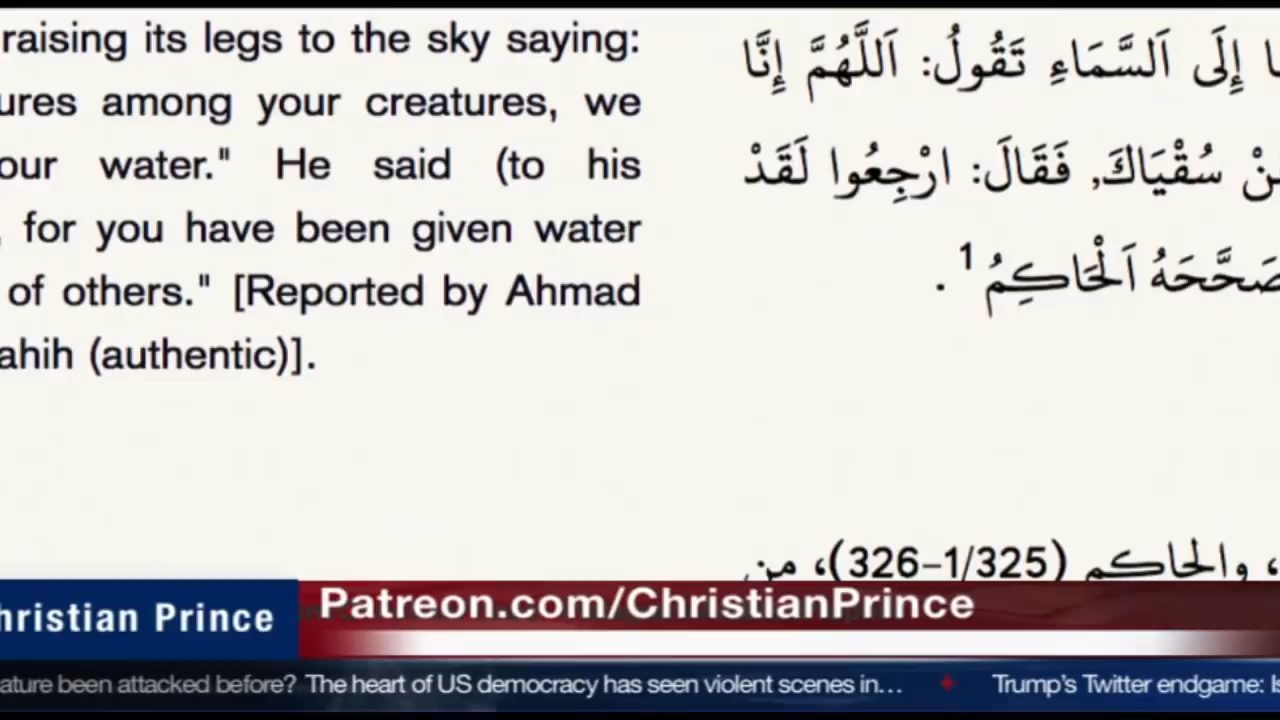 raising its legs to the sky saying:
ures among your creatures, we
our water." He said (to his
, for you have been given water
of others." [Reported by Ahmad
ahih (authentic)].
ا إِلَى اَلسَّمَاءِ تَقُولُ: اَللَّهُمَّ إِنَّا
نْ سُقْيَاكَ, فَقَالَ: ارْجِعُوا لَقَدْ
صَحَّحَهُ اَلْحَاكِمُ 1 .
، والحاكم (326–1/325)، من
hristian Prince
Patreon.com/ChristianPrince
ature been attacked before? The heart of US democracy has seen violent scenes in... Trump's Twitter endgame: Is